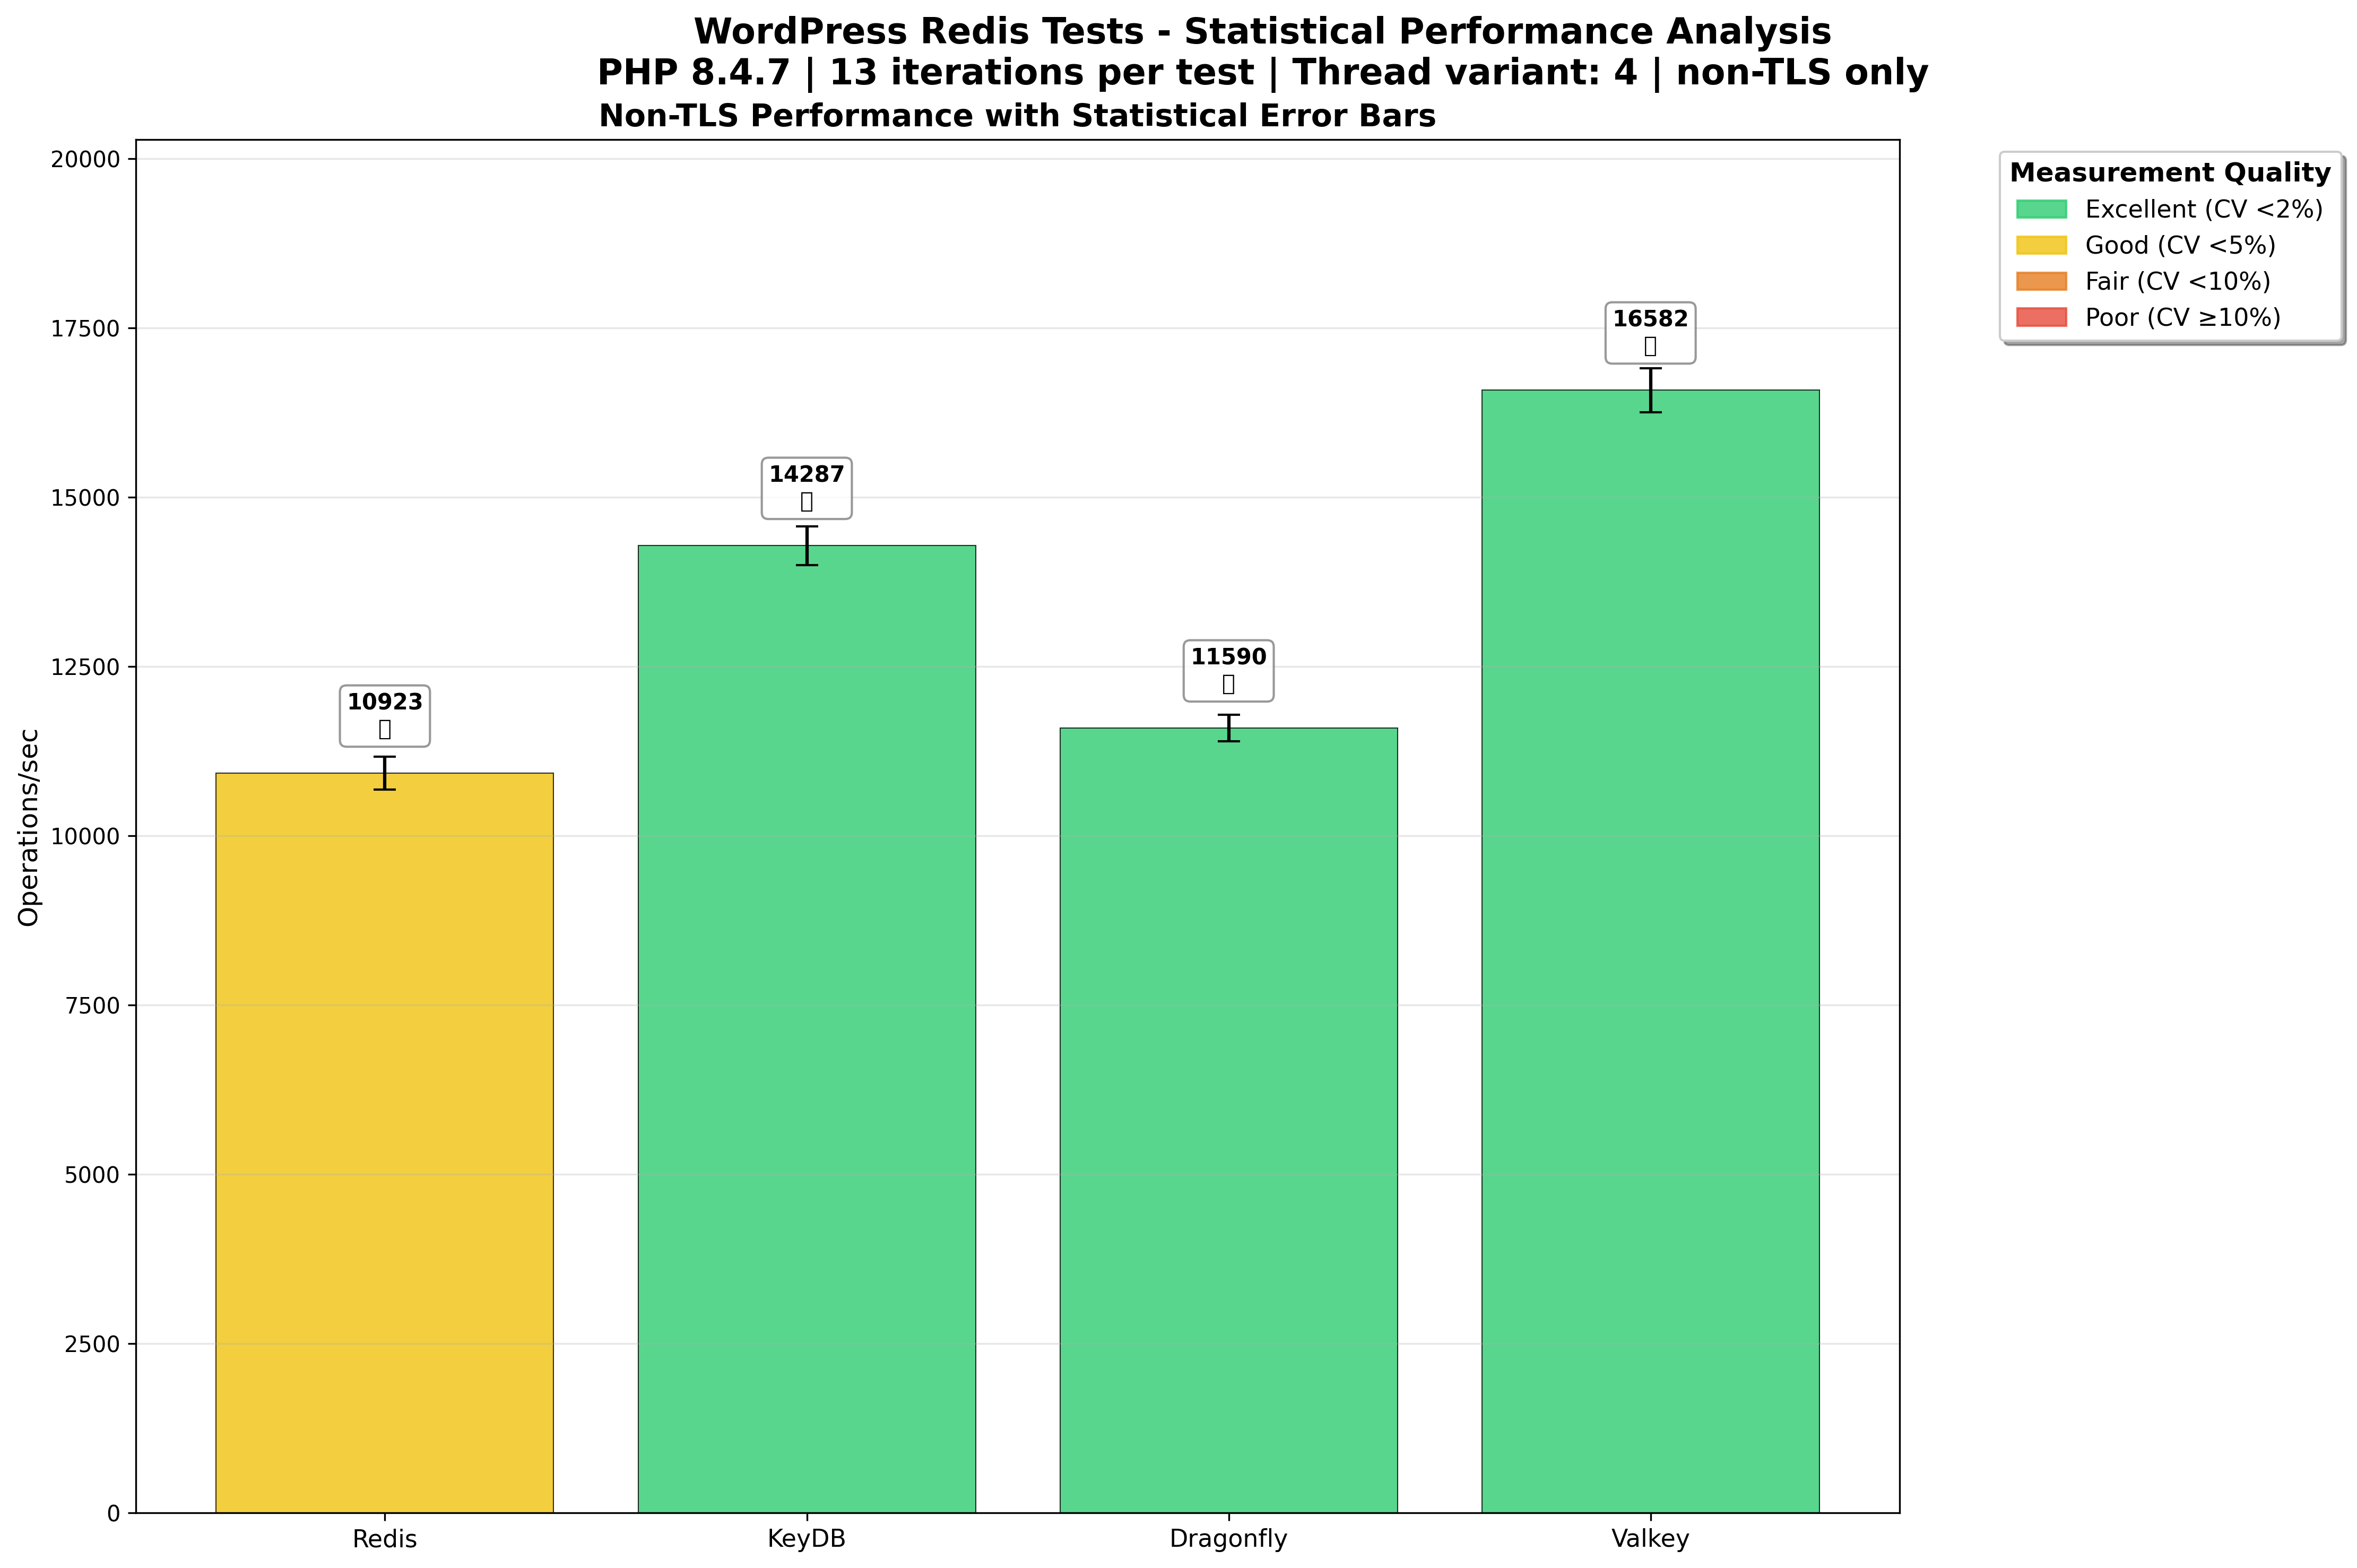 WordPress Redis Tests - Statistical Performance Analysis
PHP 8.4.7 | 13 iterations per test | Thread variant: 4 | non-TLS only
Non-TLS Performance with Statistical Error Bars
Operations/sec
20000
17500
15000
12500
10000
7500
5000
2500
0
10923
14287
11590
16582
Redis
KeyDB
Dragonfly
Valkey
Measurement Quality
Excellent (CV <2%)
Good (CV <5%)
Fair (CV <10%)
Poor (CV ≥10%)